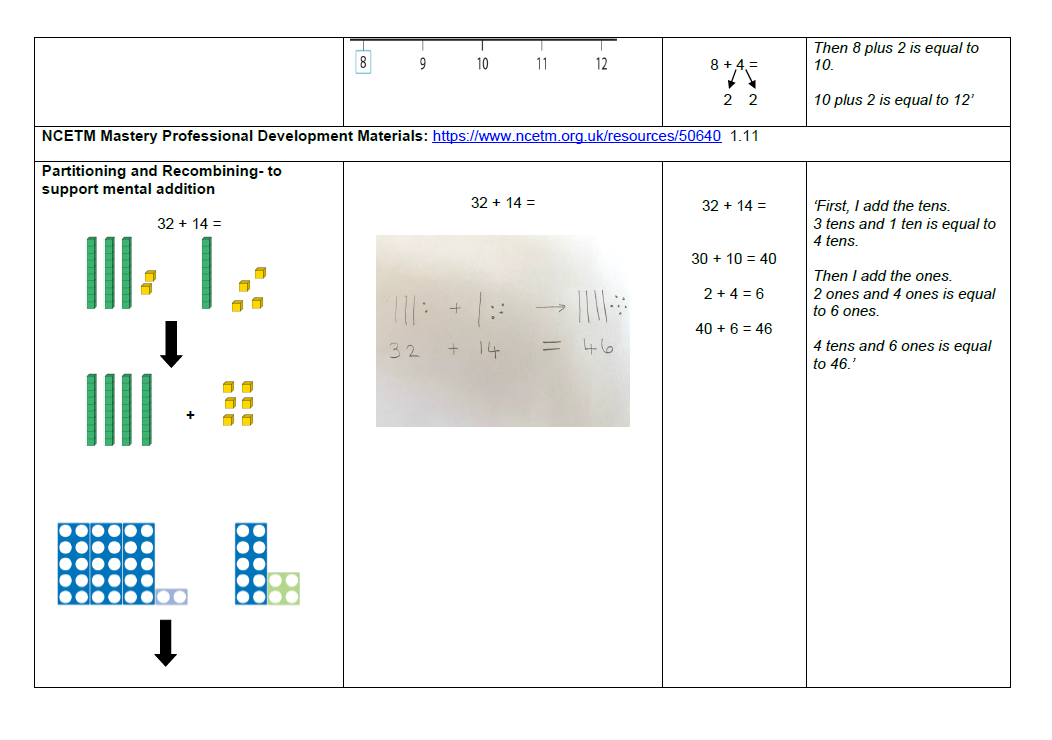 8 9 10 11 12
8 + 4 =
2 2
Then 8 plus 2 is equal to
10.
10 plus 2 is equal to 12’
NCETM Mastery Professional Development Materials: https://www.ncetm.org.uk/resources/50640 1.11
Partitioning and Recombining- to
support mental addition
32 + 14 =
+
32 + 14 =
+ →
32 + 14 = 46
32 + 14 =
30 + 10 = 40
2 + 4 = 6
40 + 6 = 46
‘First, I add the tens.
3 tens and 1 ten is equal to
4 tens.
Then I add the ones.
2 ones and 4 ones is equal
to 6 ones.
4 tens and 6 ones is equal
to 46.’